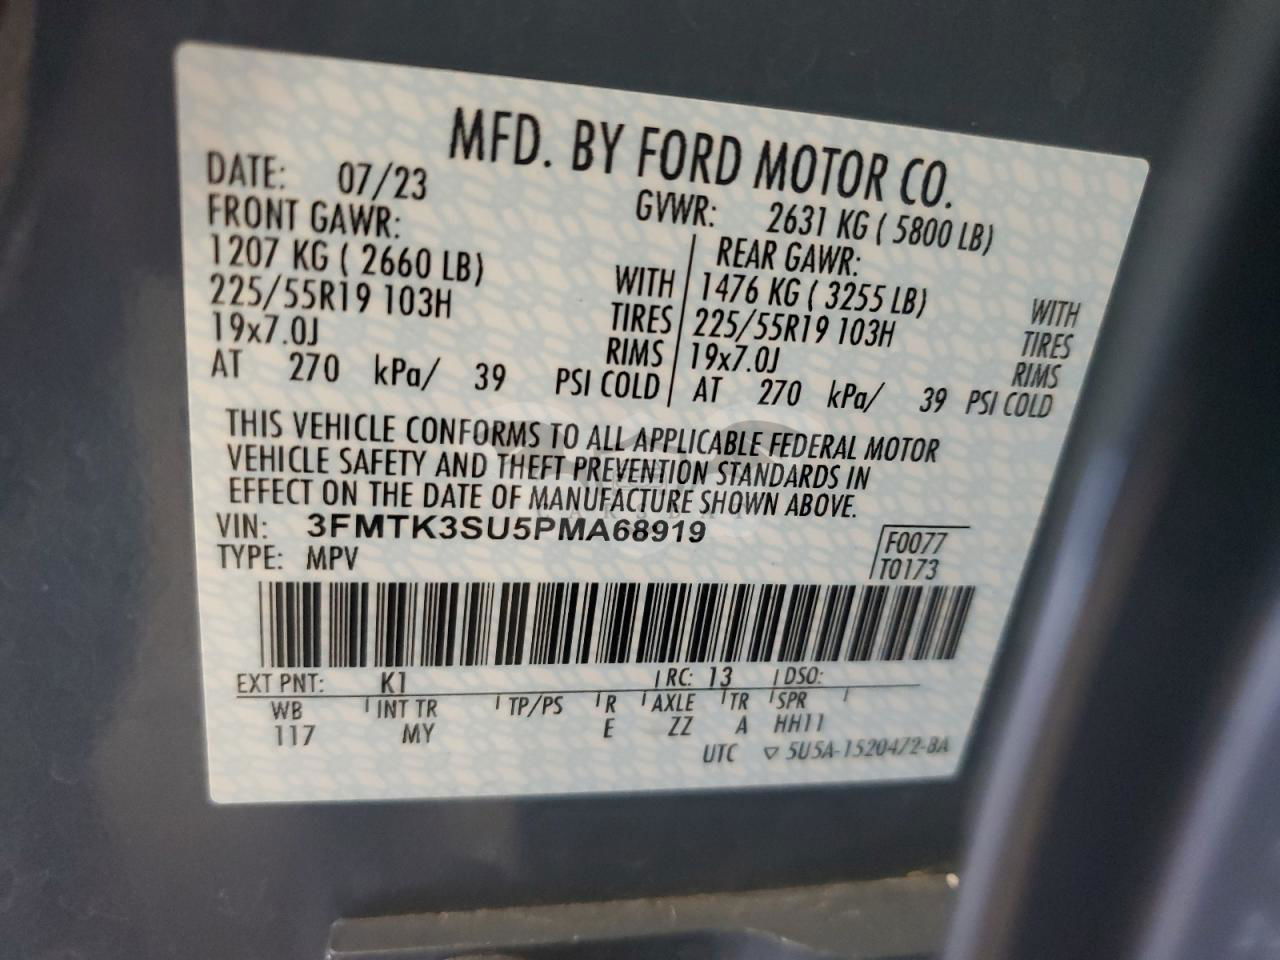 MFD. BY FORD MOTOR CO.
DATE: 07/23
GVWR: 2631 KG ( 5800 LB)
FRONT GAWR:
1207 KG ( 2660 LB) WITH
225/55R19 103H TIRES
19x7.0J RIMS
AT 270 kPa/ 39 PSI COLD
REAR GAWR:
1476 KG ( 3255 LB) WITH
225/55R19 103H TIRES
19x7.0J RIMS
AT 270 kPa/ 39 PSI COLD
THIS VEHICLE CONFORMS TO ALL APPLICABLE FEDERAL MOTOR
VEHICLE SAFETY AND THEFT PREVENTION STANDARDS IN
EFFECT ON THE DATE OF MANUFACTURE SHOWN ABOVE.
VIN: 3FMTK3SU5PMA68919
TYPE: MPV
F0077
T0173
EXT PNT: K1 RC: 13 DSO:
WB INT TR TP/PS R AXLE TR SPR
117 MY E ZZ A HH11
UTC ▽ 5U5A-1520472-BA